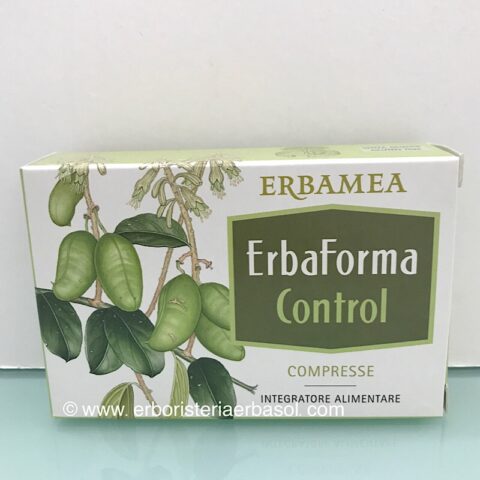 ERBAMEA
ErbaForma
Control
COMPRESSE
INTEGRATORE ALIMENTARE
© www.erboristeriaerbasol.com